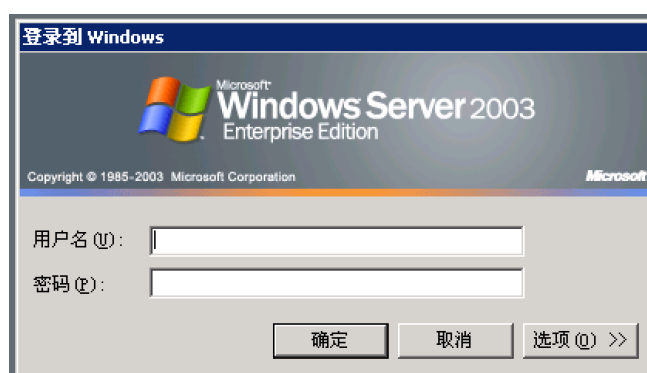 登录到 Windows
Microsoft
Windows Server 2003
Enterprise Edition
Copyright © 1985-2003 Microsoft Corporation
Microsoft
用户名(U):
密码(P):
确定
取消
选项(O) >>